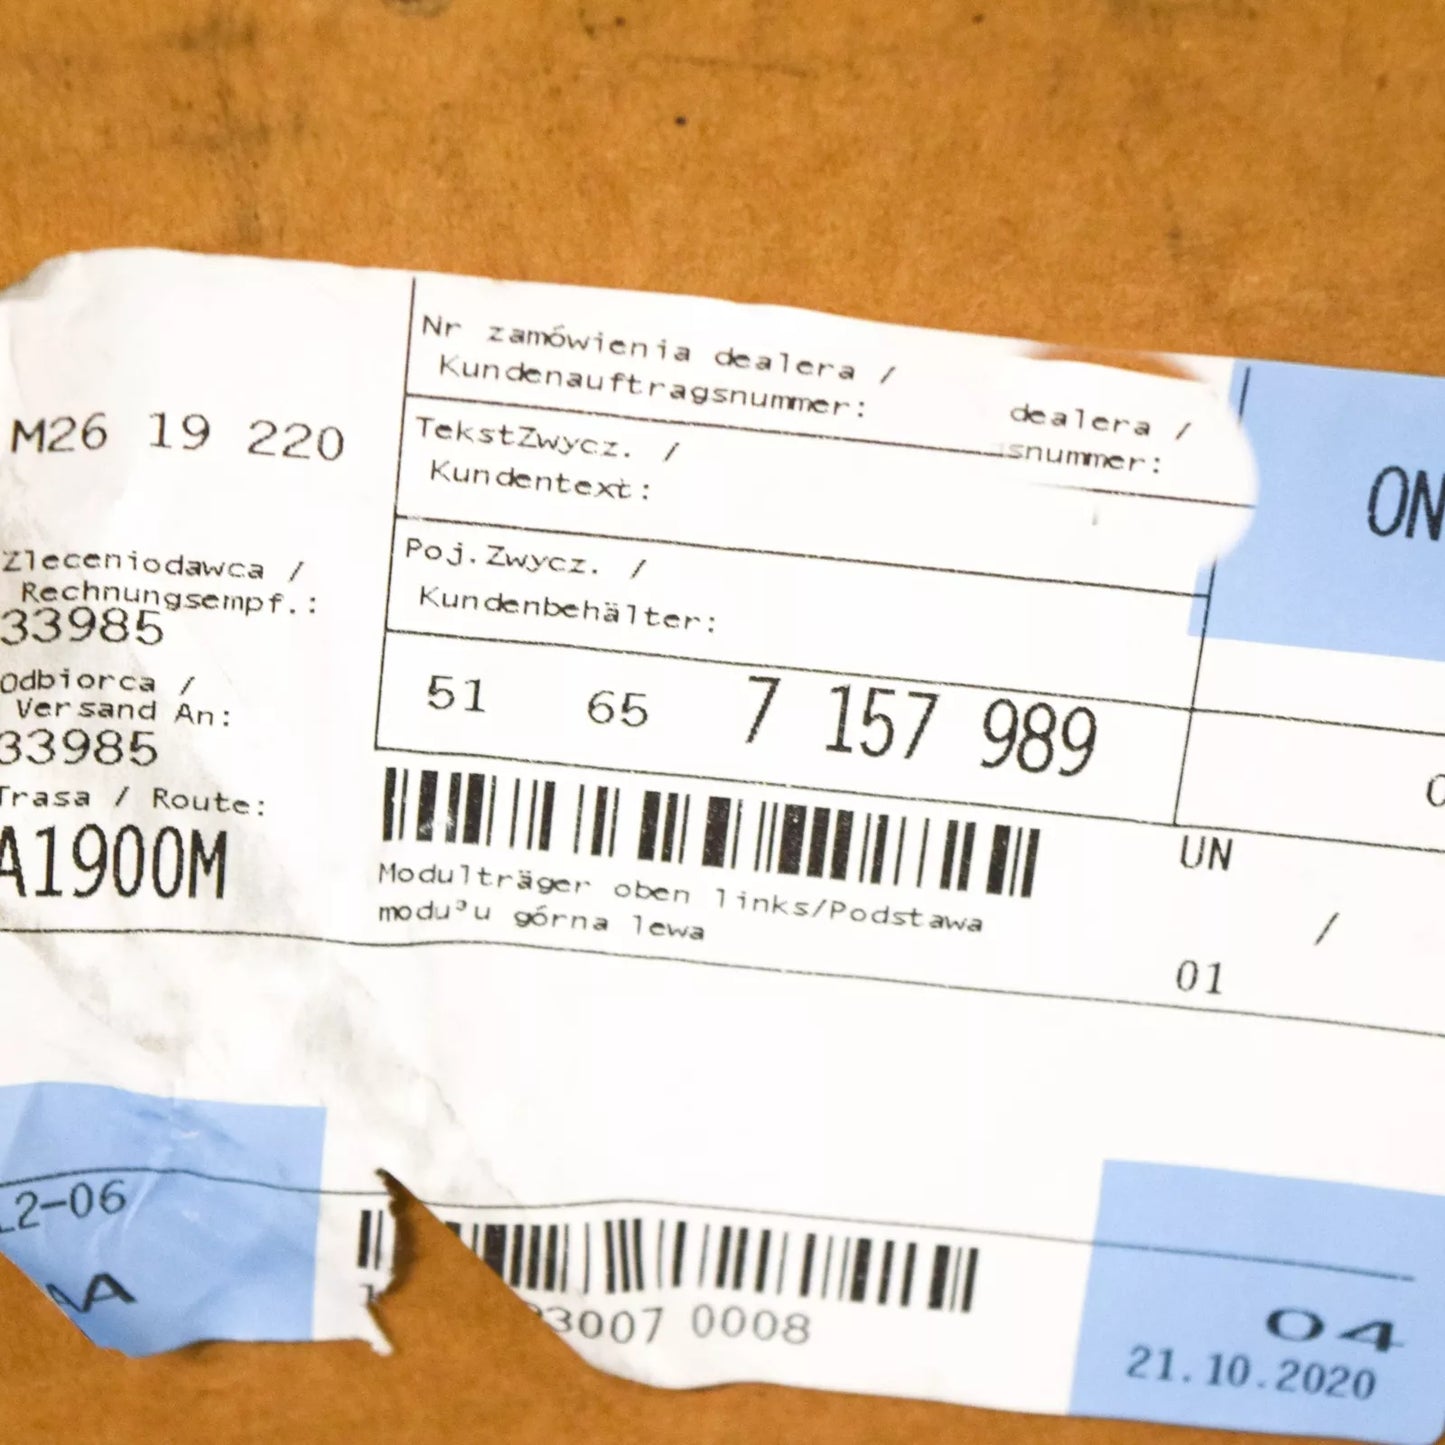 Nr zamówienia dealera /
Kundenauftragsnummer:
dealera /
snummer:
M26 19 220
TekstZwycz. /
Kundentext:
ON
Zleceniodawca /
Rechnungsempf.:
33985
Poj.Zwycz. /
Kundenbehälter:
Odbiorca /
Versand An:
33985
51 65 7 157 989
Trasa / Route:
A1900M
UN
Modulträger oben links/Podstawa
modu³u górna lewa
/
01
2-06
3007 0008
04
21.10.2020